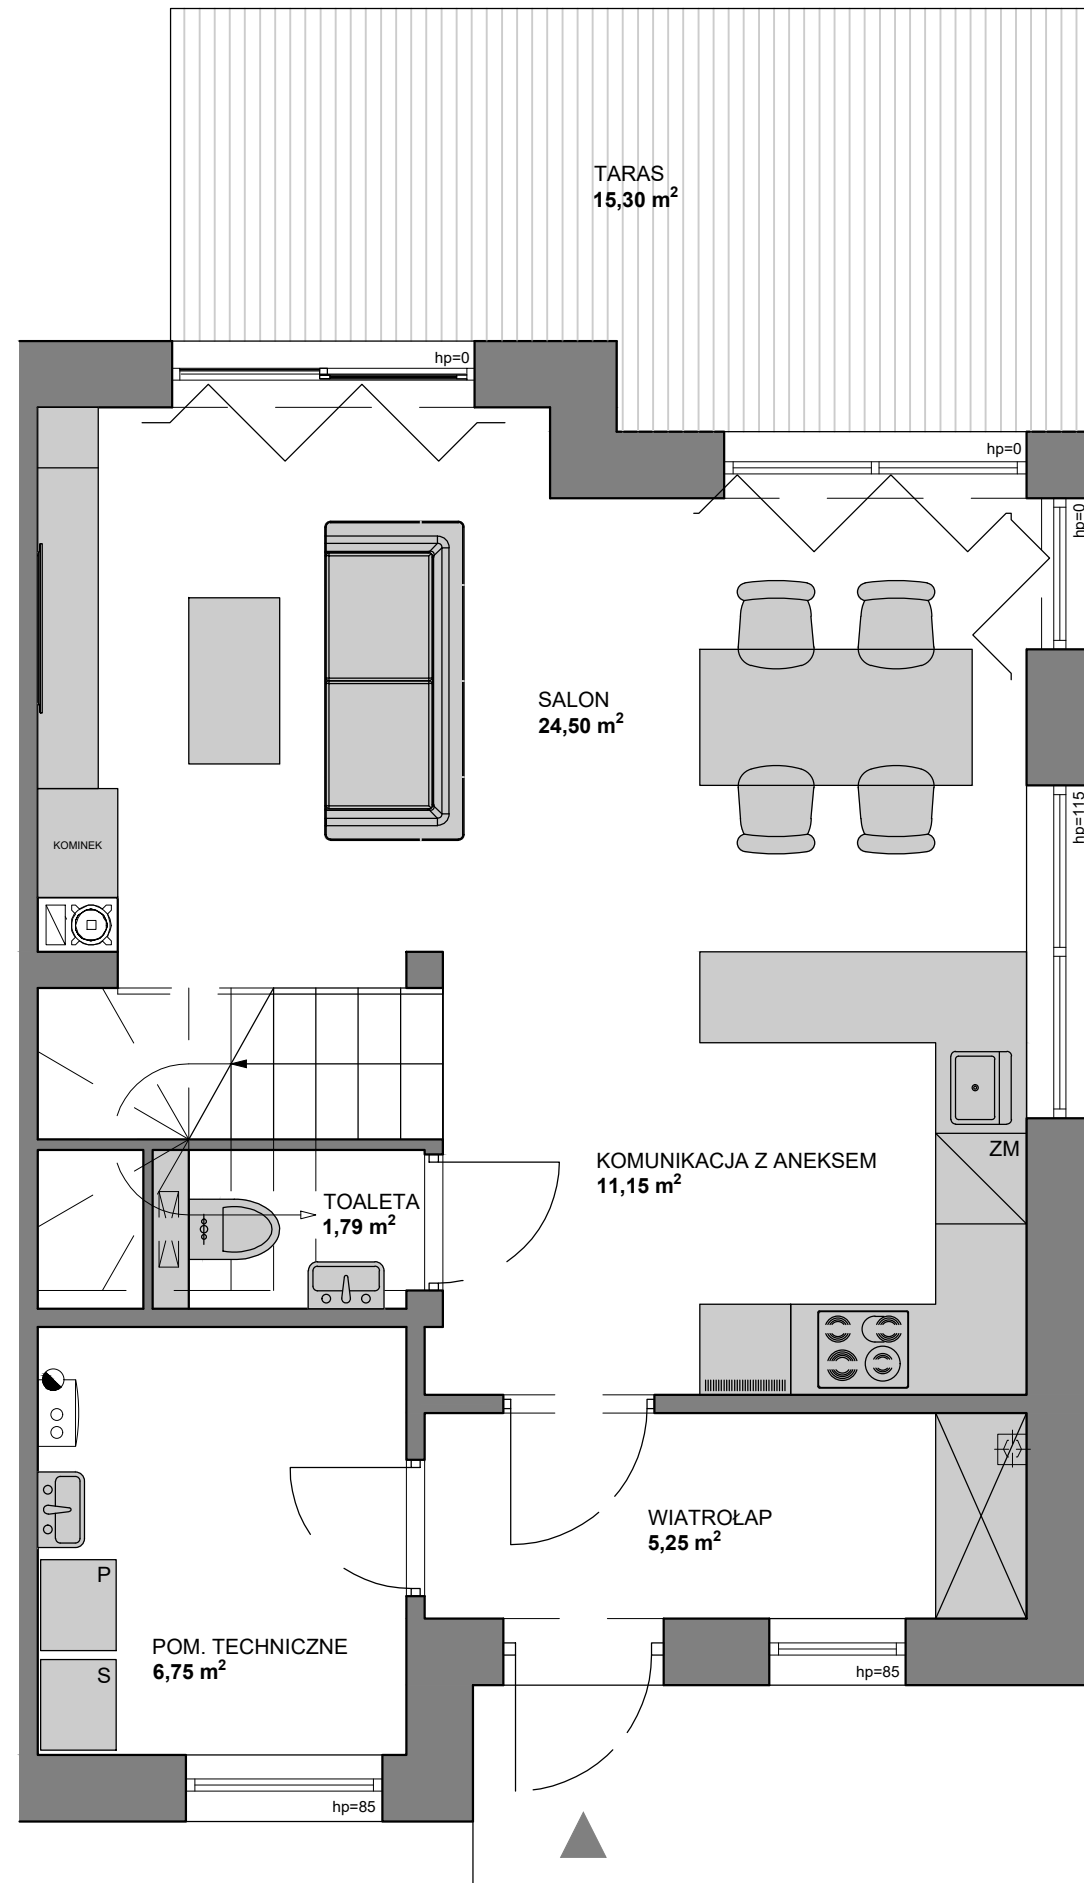 TARAS
15,30 m²
hp=0
hp=0
hp=0
SALON
24,50 m²
hp=115
KOMINEK
ZM
KOMUNIKACJA Z ANEKSEM
11,15 m²
TOALETA
1,79 m²
WIATROŁAP
5,25 m²
P
POM. TECHNICZNE
6,75 m²
S
hp=85
hp=85